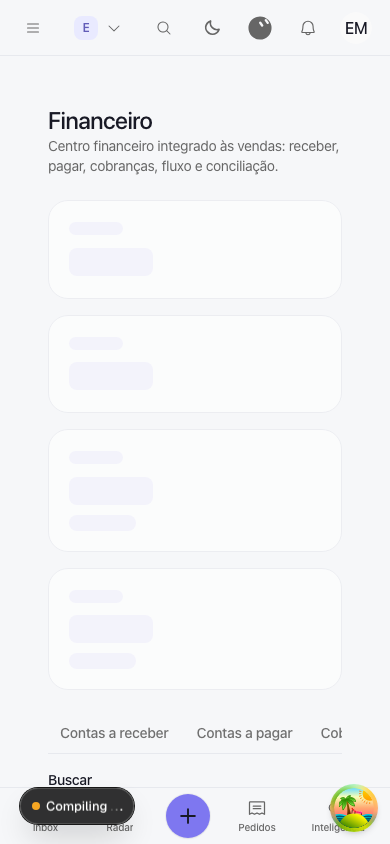 E
EM
Financeiro
Centro financeiro integrado às vendas: receber,
pagar, cobranças, fluxo e conciliação.
Contas a receber
Contas a pagar
Cob
Buscar
Compiling ...
Inbox
Radar
Pedidos